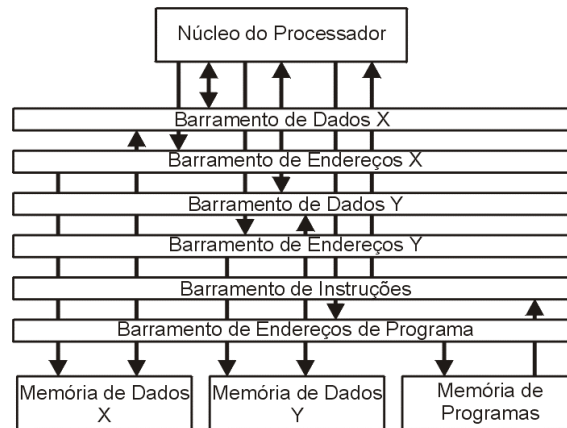 Núcleo do Processador
Barramento de Dados X
Barramento de Endereços X
Barramento de Dados Y
Barramento de Endereços Y
Barramento de Instruções
Barramento de Endereços de Programa
Memória de Dados
X
Memória de Dados
Y
Memória de
Programas